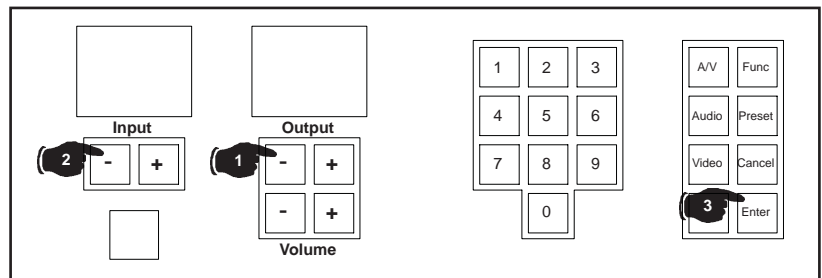 Input
Output
2
-
+
1
-
+
-
+
Volume
1
2
3
4
5
6
7
8
9
0
A/V
Func
Audio
Preset
Video
Cancel
3
Enter